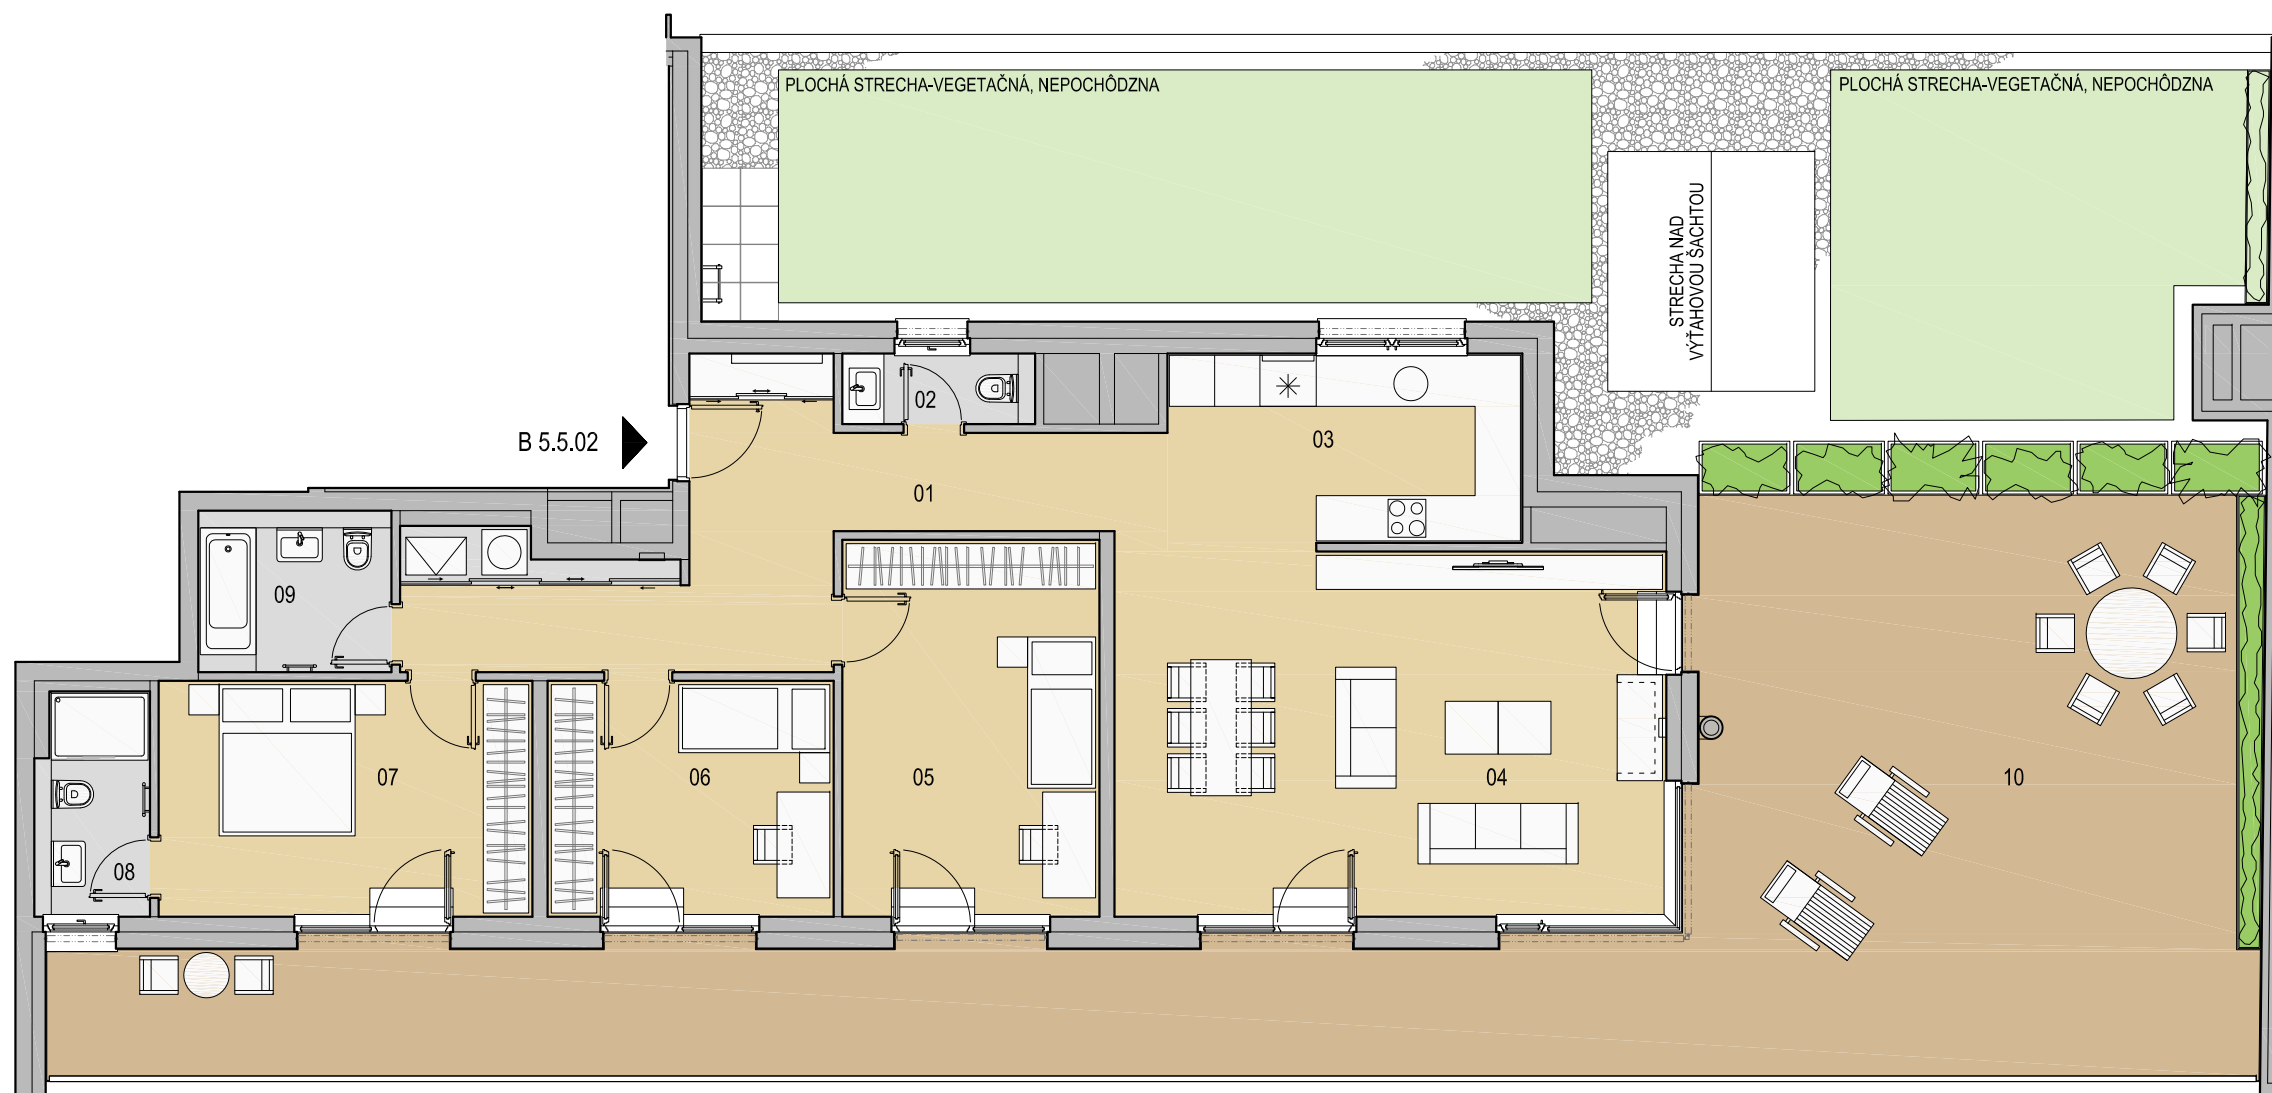 PLOCHÁ STRECHA-VEGETAČNÁ, NEPOCHÔDZNA
PLOCHÁ STRECHA-VEGETAČNÁ, NEPOCHÔDZNA
STRECHA NAD
VÝŤAHOVOU ŠACHTOU
B 5.5.02
02
03
01
09
07
06
05
04
10
08